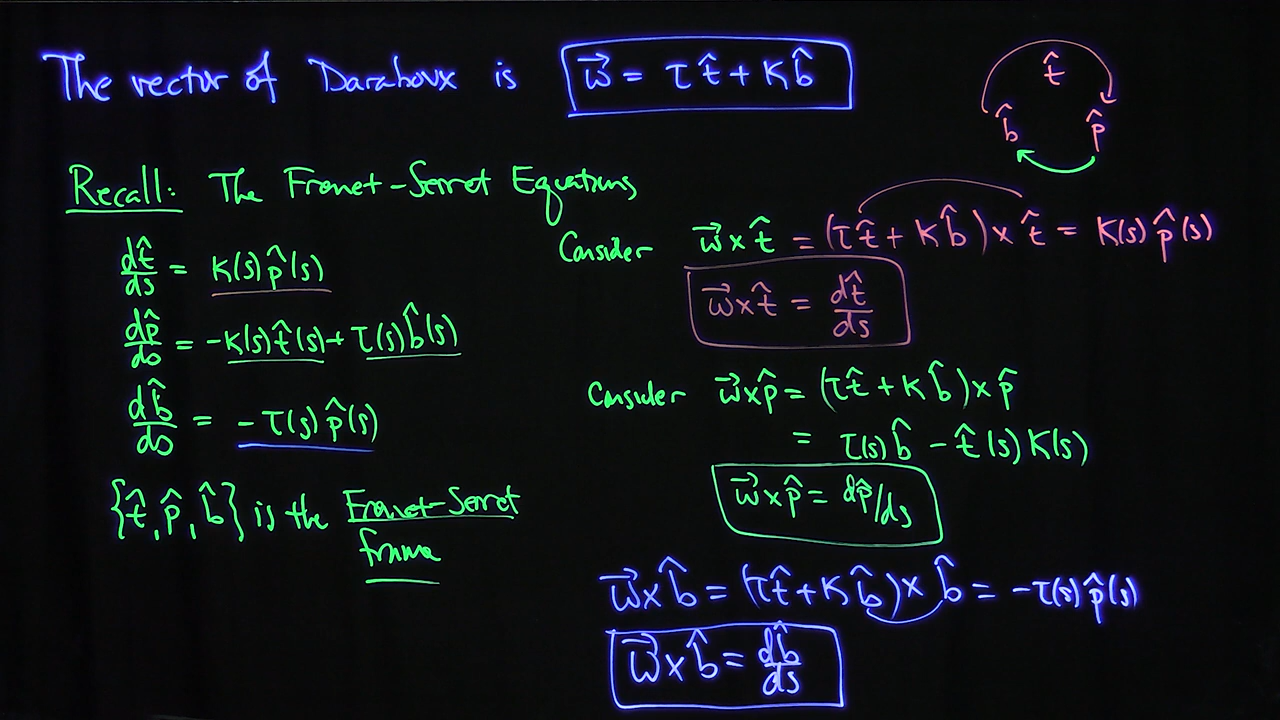 The vector of Darahoux is w⃗ = τt̂ + κb̂
t̂
b̂ p̂
Recall: The Frenet-Serret Equations
dt̂/ds = κ(s)p̂(s)
dp̂/ds = -κ(s)t̂(s) + τ(s)b̂(s)
db̂/ds = -τ(s)p̂(s)
{t̂, p̂, b̂} is the Frenet-Serret
frame
Consider w⃗×t̂ = (τt̂ + κb̂)×t̂ = κ(s)p̂(s)
w⃗×t̂ = dt̂/ds
Consider w⃗×p̂ = (τt̂ + κb̂)×p̂
= τ(s)b̂ - t̂(s)κ(s)
w⃗×p̂ = dp̂/ds
w⃗×b̂ = (τt̂ + κb̂)×b̂ = -τ(s)p̂(s)
w⃗×b̂ = db̂/ds